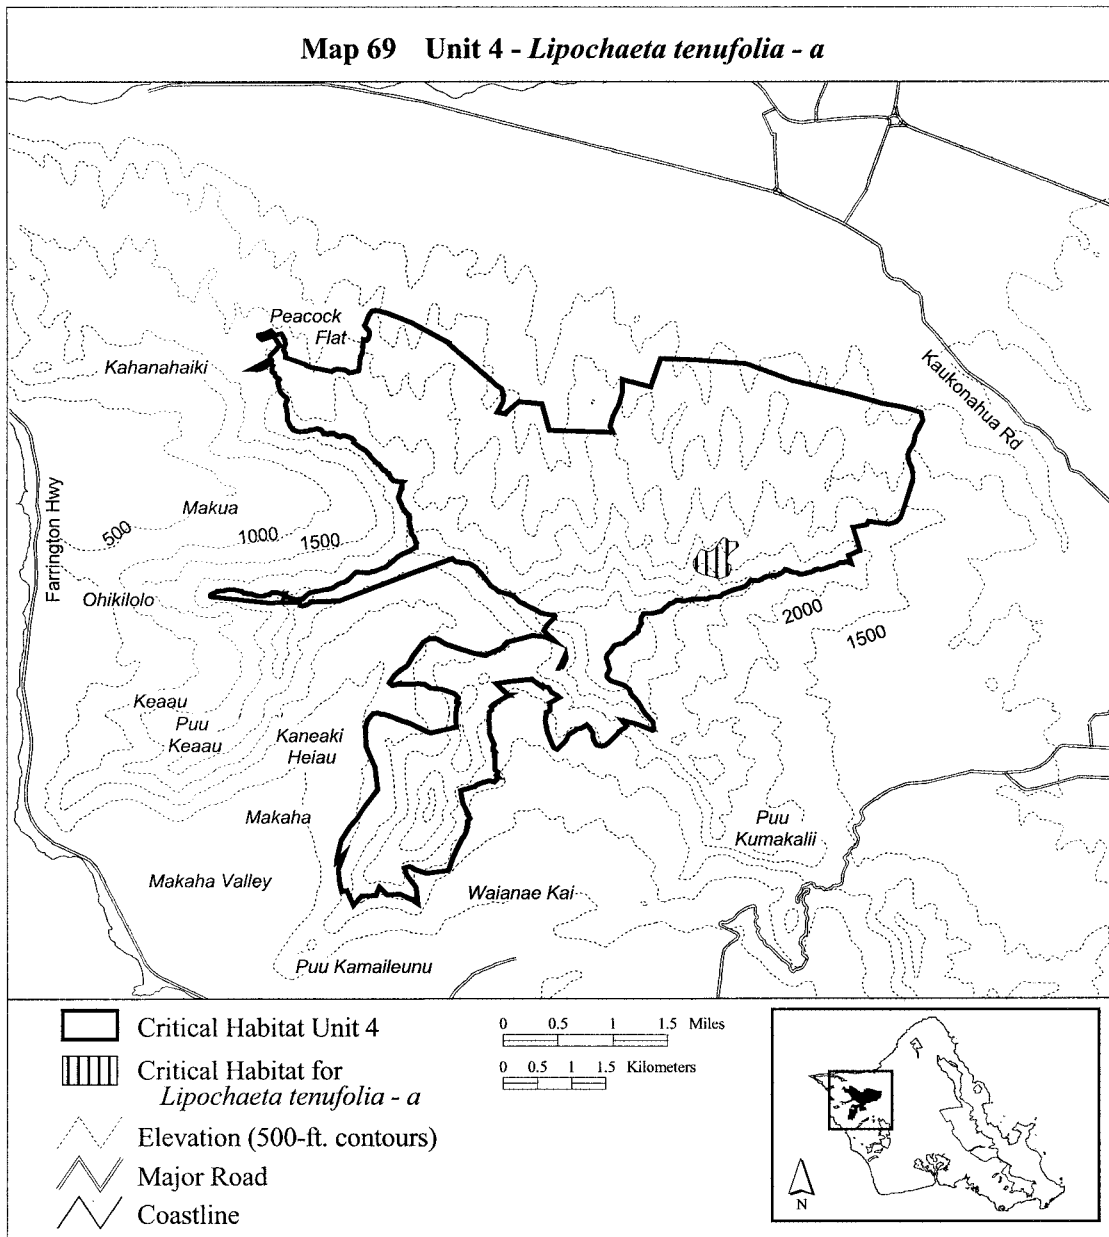 Map 69 Unit 4 - Lipochaeta tenufolia - a
Peacock
Flat
Kahanahaiki
Kaukonahua Rd
Farrington Hwy
Makua
500
1000
1500
Ohikilolo
2000
1500
Keaau
Puu
Keaau
Kaneaki
Heiau
Makaha
Puu
Kumakalii
Makaha Valley
Waianae Kai
Puu Kamaileunu
Critical Habitat Unit 4
Critical Habitat for
Lipochaeta tenufolia - a
Elevation (500-ft. contours)
Major Road
Coastline
0 0.5 1 1.5 Miles
0 0.5 1 1.5 Kilometers
N